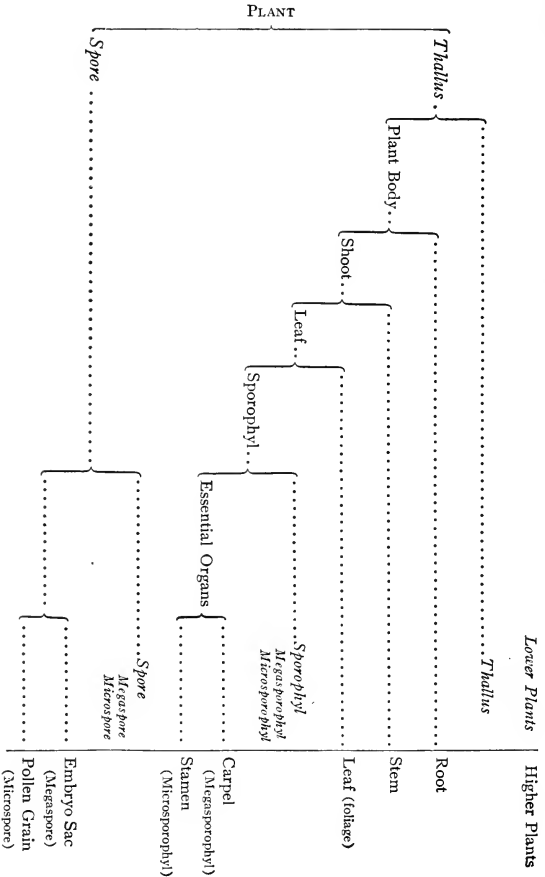 PLANT
Lower Plants
Higher Plants
Thallus
Thallus
Plant Body
Root
Shoot
Stem
Leaf
Leaf (foliage)
Sporophyl
Sporophyl
Megasporophyl
Microsporophyl
Essential Organs
Carpel
(Megasporophyl)
Stamen
(Microsporophyl)
Spore
Spore
Megaspore
Microspore
Embryo Sac
(Megaspore)
Pollen Grain
(Microspore)